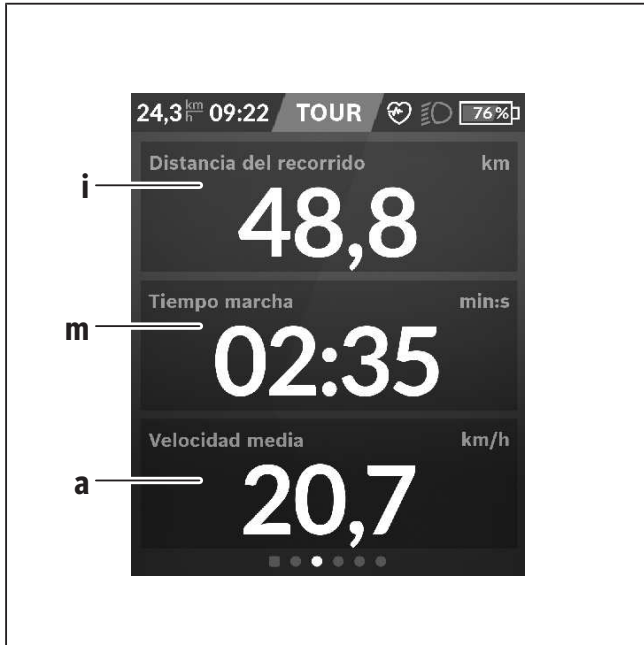 24,3 km/h 09:22 TOUR 76%
Distancia del recorrido km
i
48,8
Tiempo marcha min:s
m
02:35
Velocidad media km/h
a
20,7